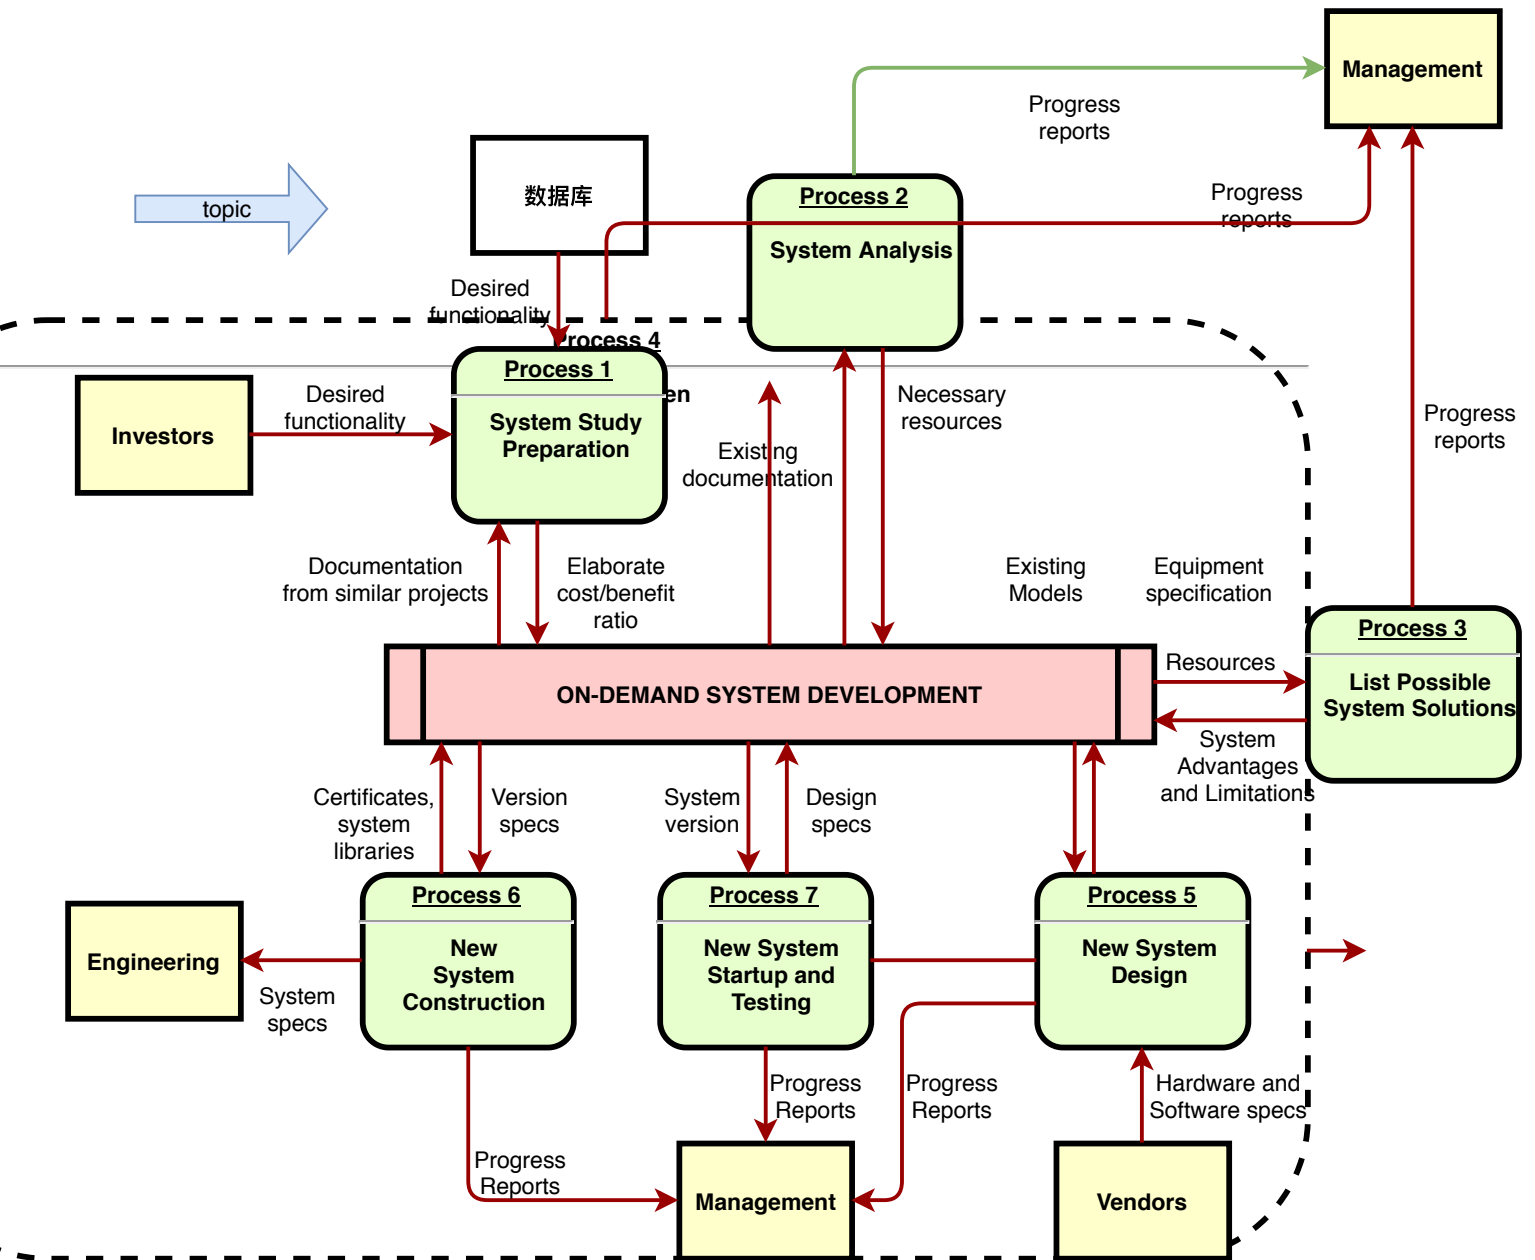 Management
Progress
reports
数据库
topic
Process 2
System Analysis
Progress
reports
Desired
functionality
Process 4
en
Process 1
System Study
Preparation
Investors
Desired
functionality
Necessary
resources
Existing
documentation
Progress
reports
Documentation
from similar projects
Elaborate
cost/benefit
ratio
Existing
Models
Equipment
specification
Process 3
List Possible
System Solutions
ON-DEMAND SYSTEM DEVELOPMENT
Resources
System
Advantages
and Limitations
Certificates,
system
libraries
Version
specs
System
version
Design
specs
Process 6
New
System
Construction
Process 7
New System
Startup and
Testing
Process 5
New System
Design
Engineering
System
specs
Progress
Reports
Progress
Reports
Hardware and
Software specs
Progress
Reports
Management
Vendors